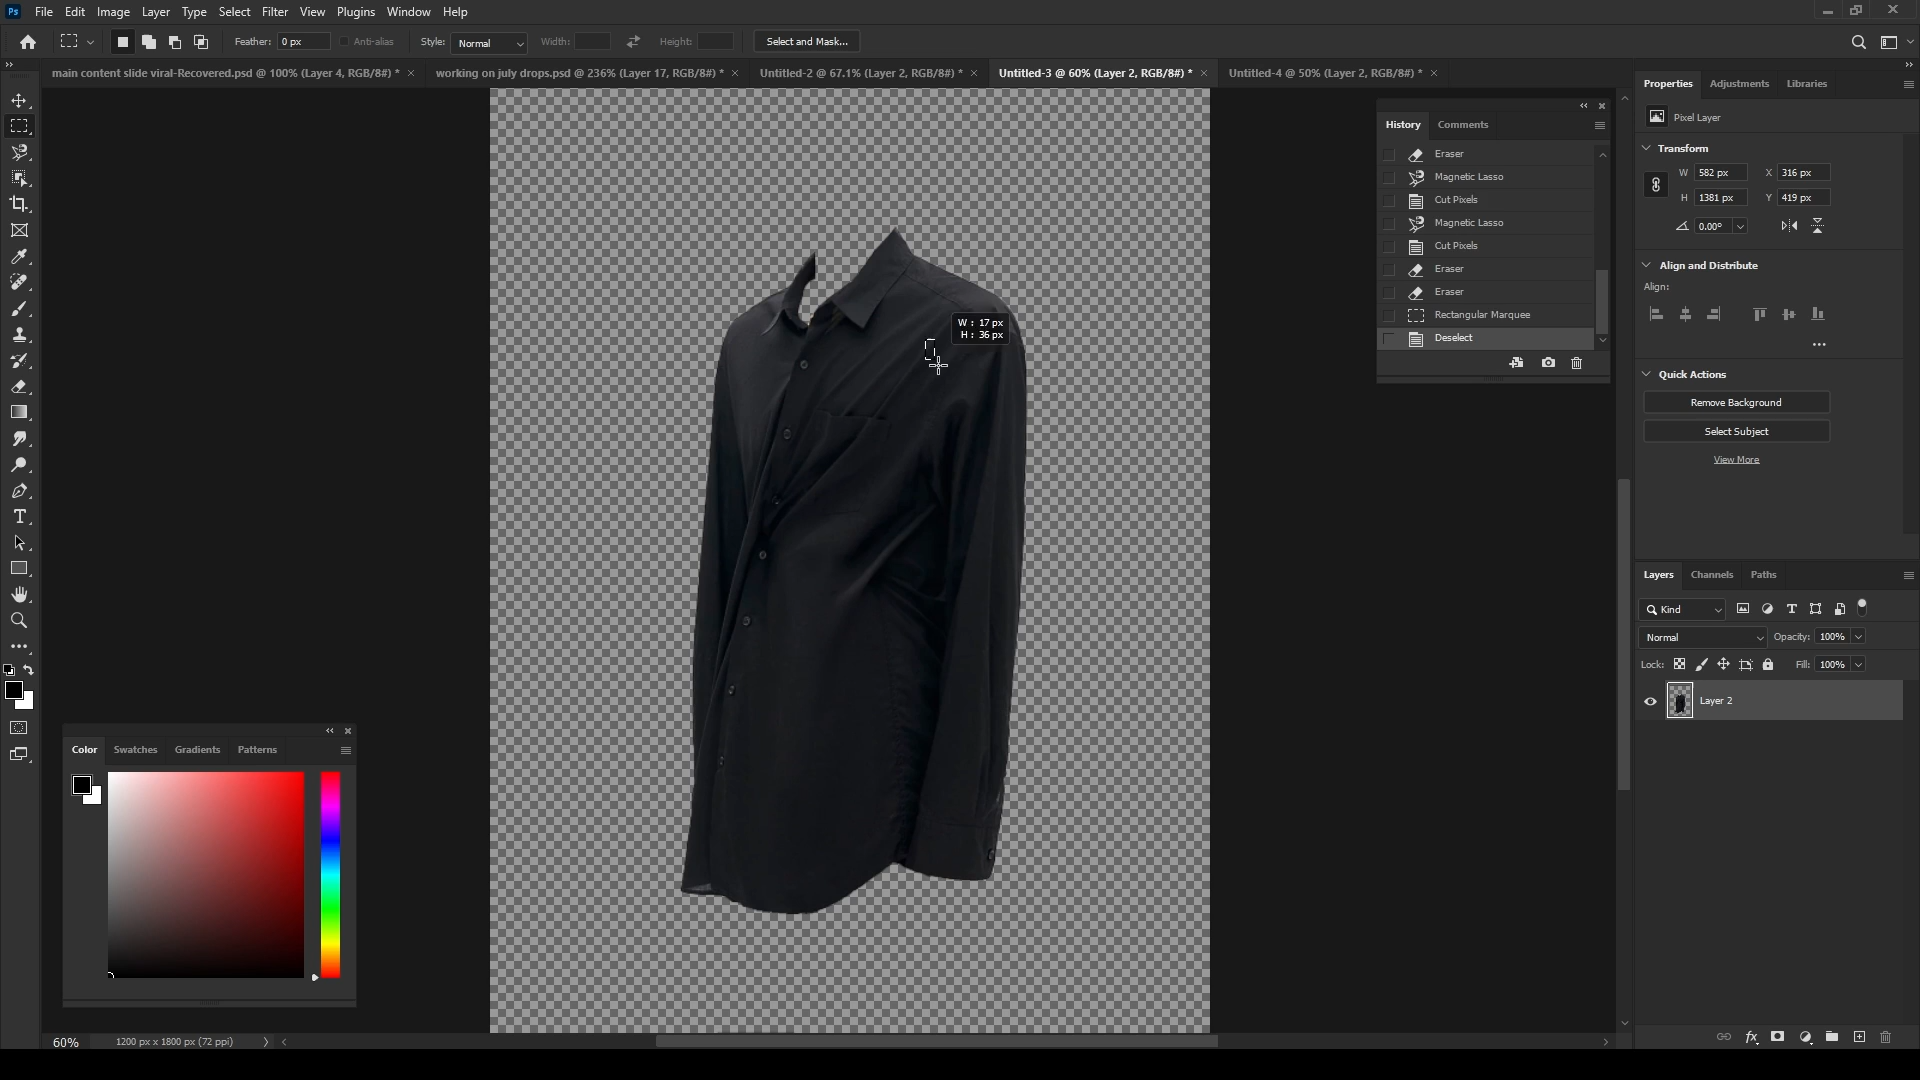 Ps File Edit Image Layer Type Select Filter View Plugins Window Help
Feather: 0 px Anti-alias Style: Normal Width: Height: Select and Mask...
main content slide viral-Recovered.psd @ 100% (Layer 4, RGB/8#) * working on july drops.psd @ 236% (Layer 17, RGB/8#) * Untitled-2 @ 67.1% (Layer 2, RGB/8#) * Untitled-3 @ 60% (Layer 2, RGB/8#) * Untitled-4 @ 50% (Layer 2, RGB/8#) *
History Comments
Eraser
Magnetic Lasso
Cut Pixels
Magnetic Lasso
Cut Pixels
Eraser
Eraser
Rectangular Marquee
Deselect
W : 17 px
H : 36 px
Properties Adjustments Libraries
Pixel Layer
Transform
W 582 px X 316 px
H 1381 px Y 419 px
0.00°
Align and Distribute
Align:
Quick Actions
Remove Background
Select Subject
View More
Layers Channels Paths
Kind
Normal Opacity: 100%
Lock: Fill: 100%
Layer 2
Color Swatches Gradients Patterns
60% 1200 px x 1800 px (72 ppi)